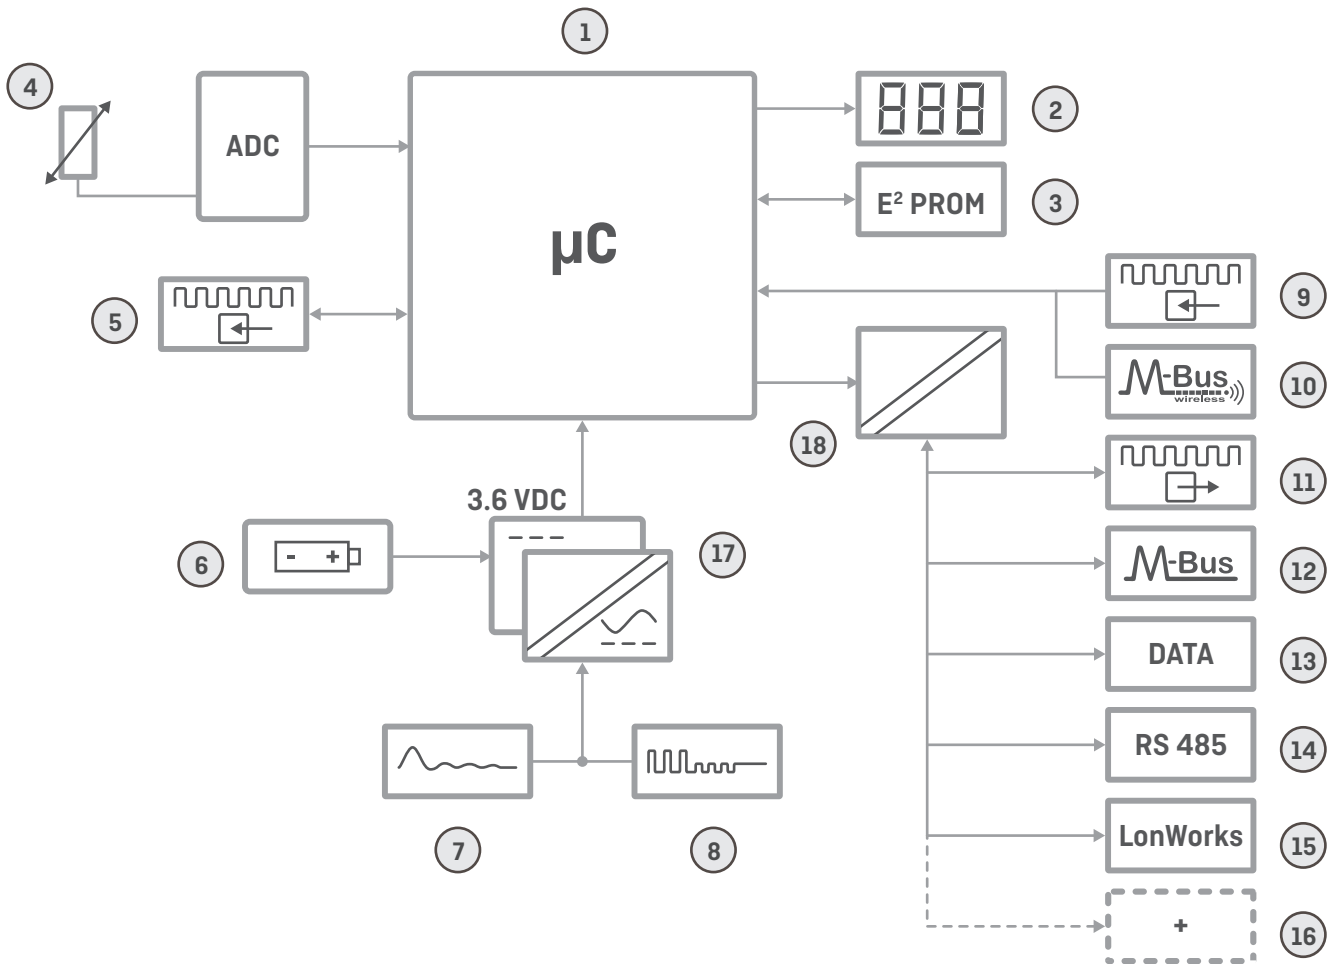 1
4
ADC
888
2
µC
E² PROM
3
5
9
M-Bus
wireless
10
18
11
3.6 VDC
6
- +
17
M-Bus
12
DATA
13
RS 485
14
7
8
LonWorks
15
+
16